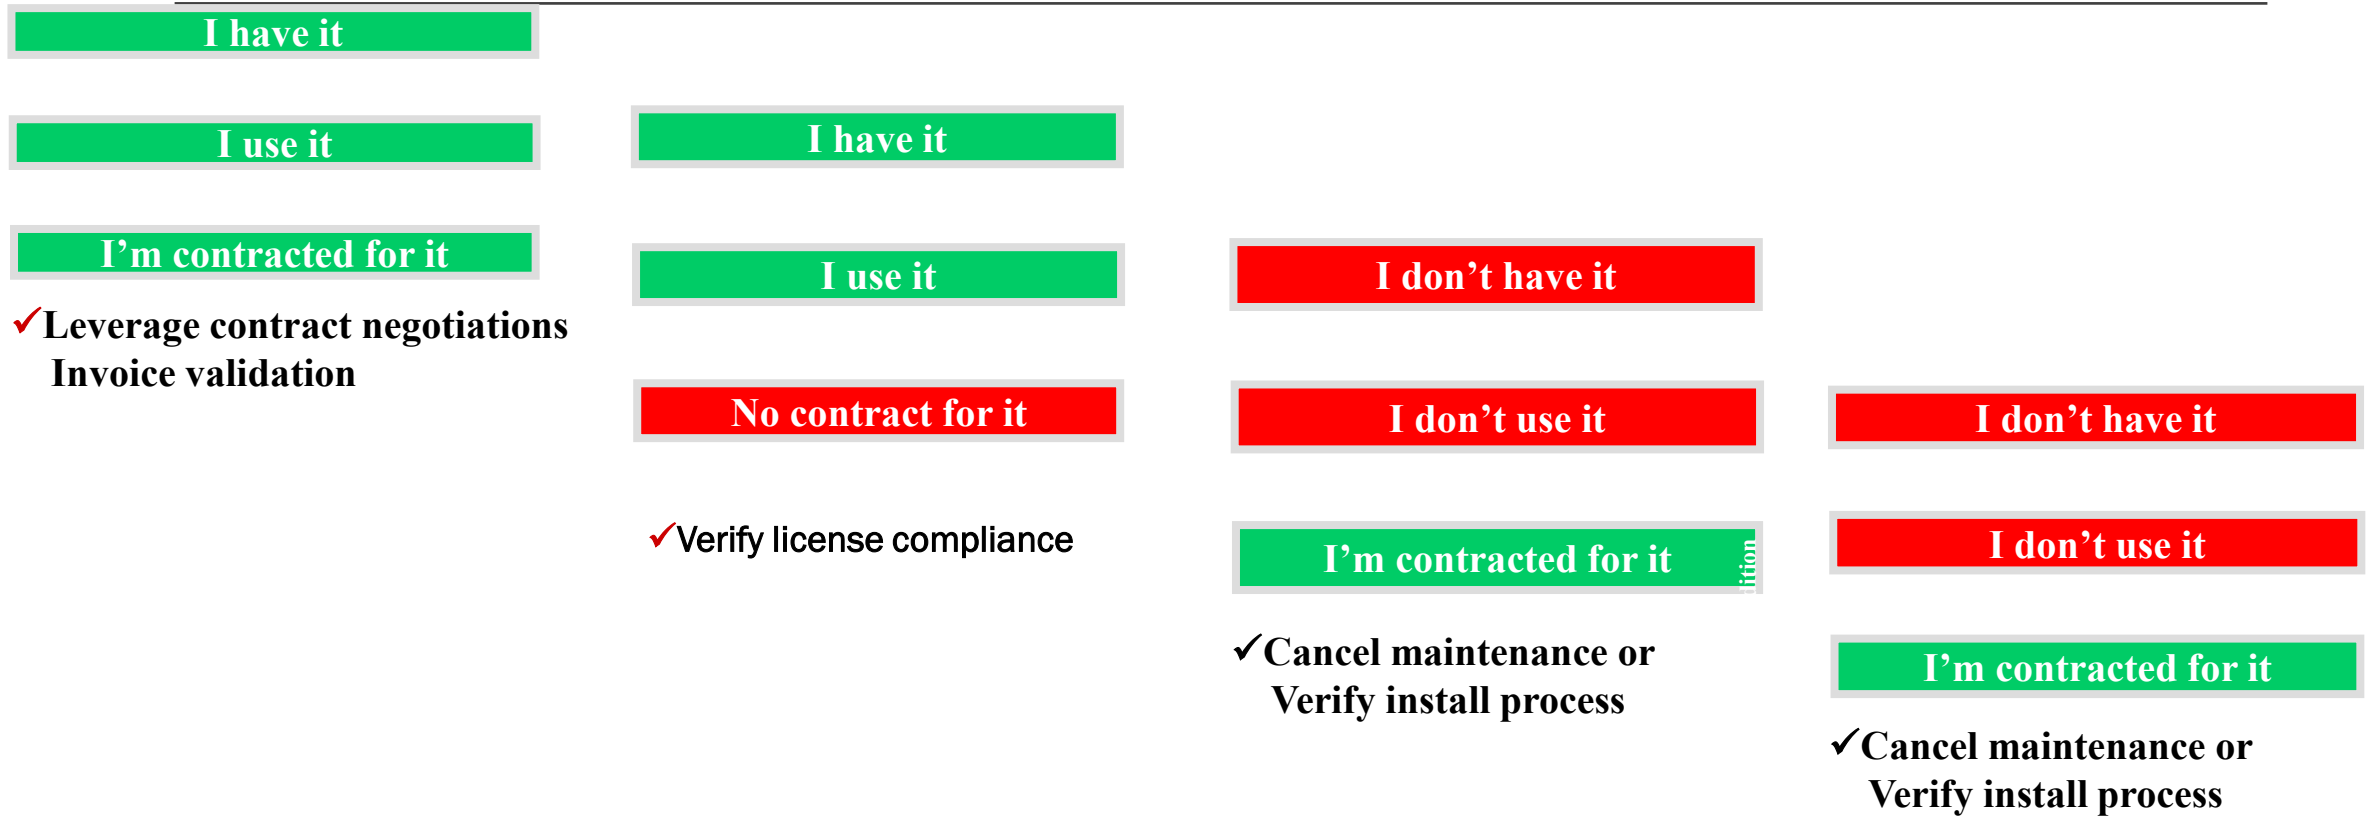 I have it
I use it
I'm contracted for it
✓Leverage contract negotiations
Invoice validation
I have it
I use it
No contract for it
✓Verify license compliance
I don't have it
I don't use it
I'm contracted for it
✓Cancel maintenance or
Verify install process
I don't have it
I don't use it
I'm contracted for it
✓Cancel maintenance or
Verify install process